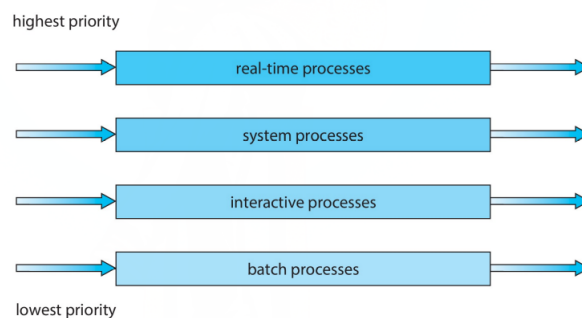 highest priority
real-time processes
system processes
interactive processes
batch processes
lowest priority